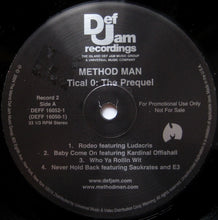 Def
Jam
recordings
THE ISLAND DEF JAM MUSIC GROUP
A UNIVERSAL MUSIC COMPANY
METHOD MAN
Tical 0: The Prequel
Record 2
Side A
DEFF 16052-1
(DEFF 16050-1)
33 1/3 RPM Stereo
For Promotional Use Only
Not For Sale
1. Rodeo featuring Ludacris
2. Baby Come On featuring Kardinal Offishall
3. Who Ya Rollin Wit
4. Never Hold Back featuring Saukrates and E3
www.defjam.com
www.methodman.com